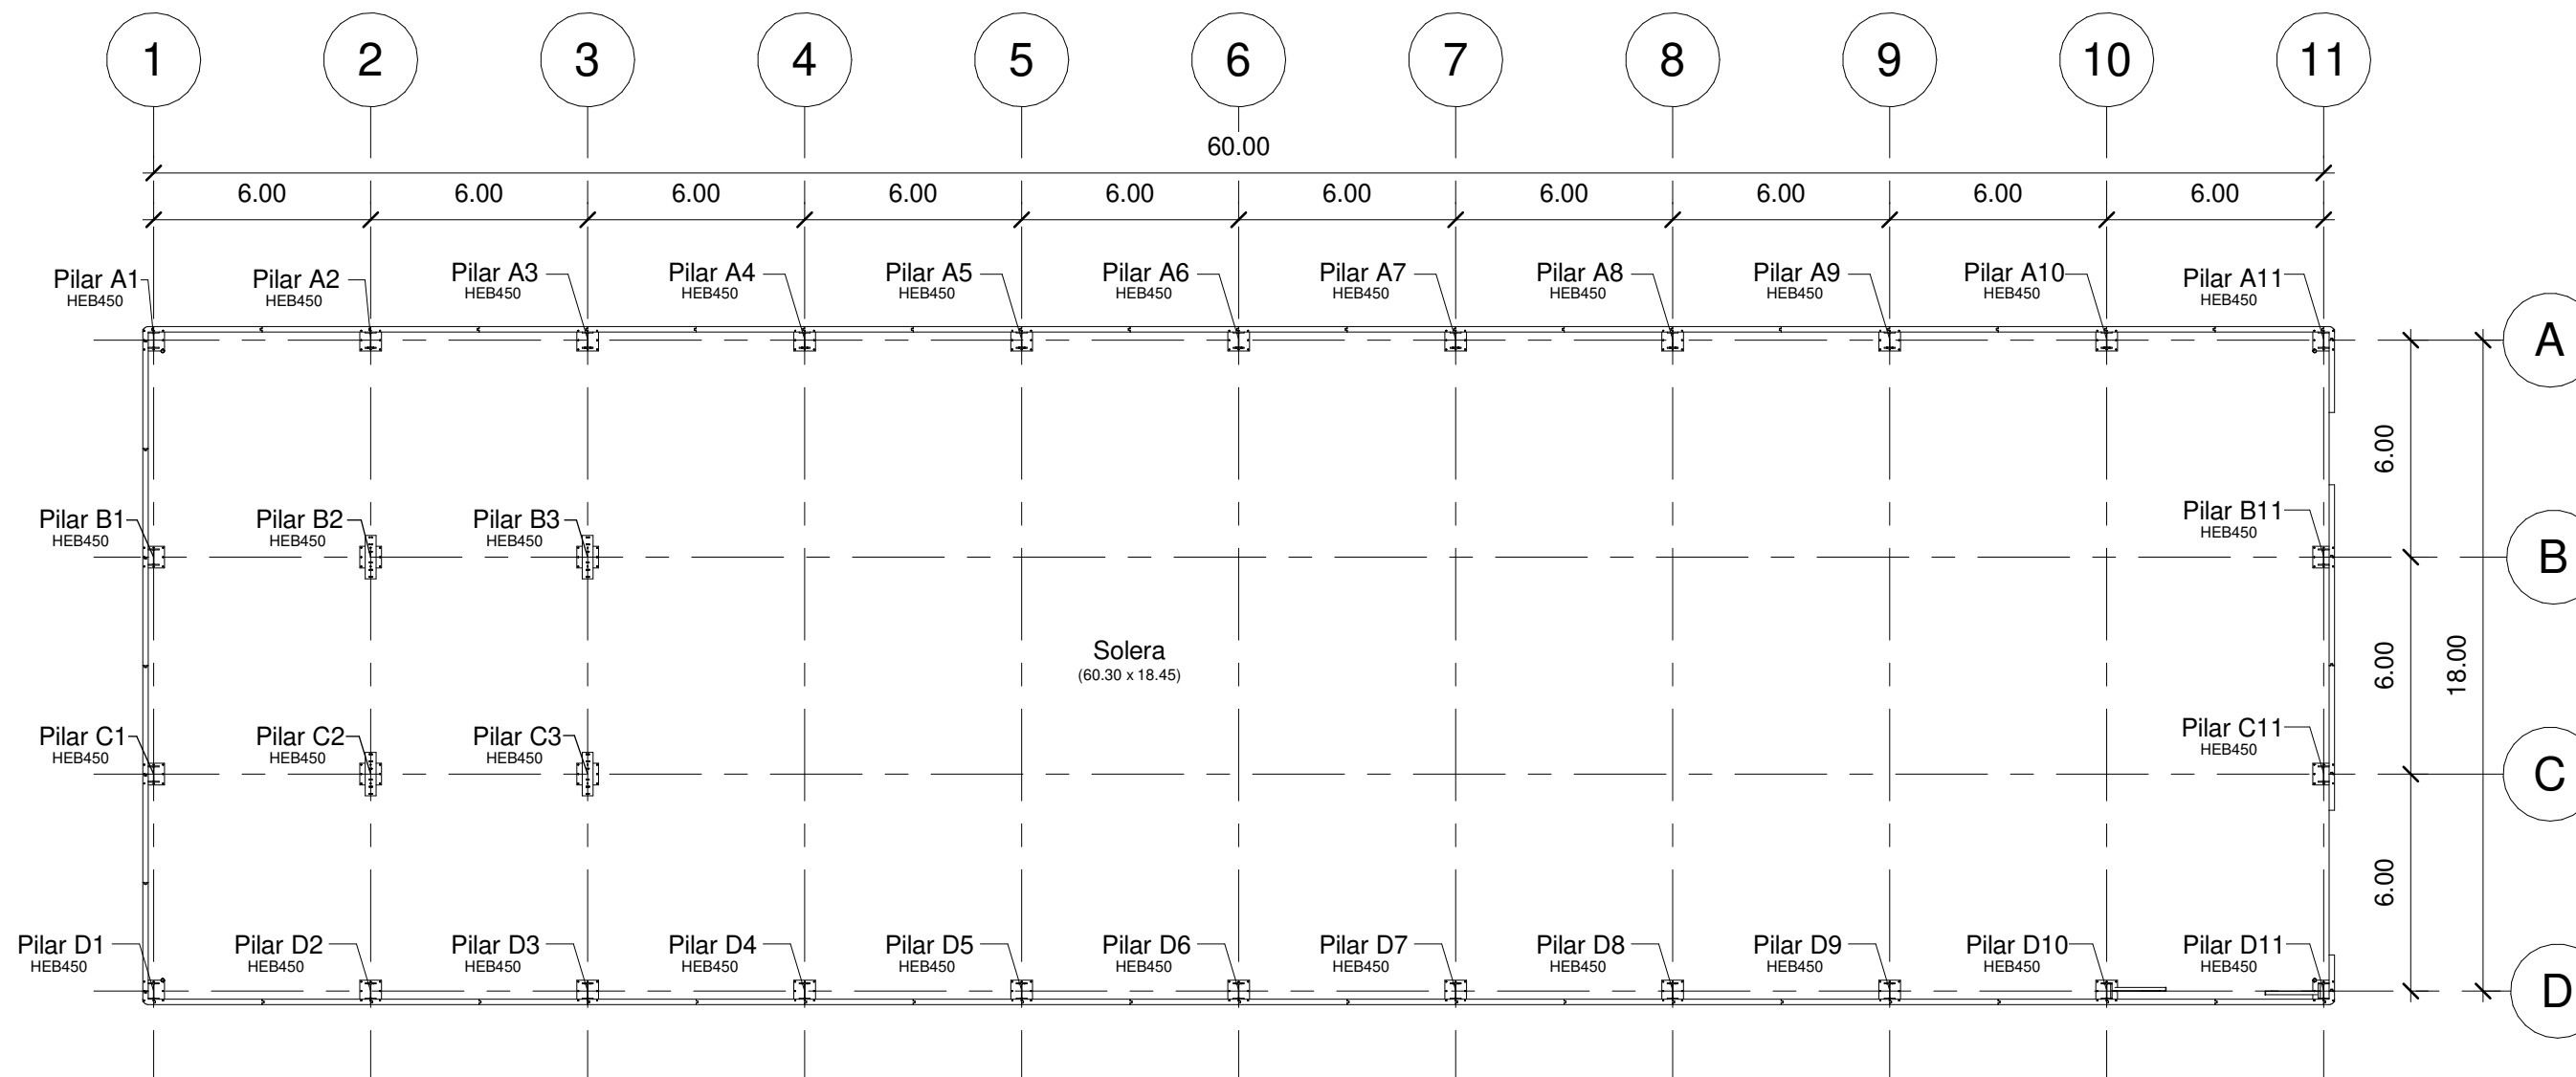 1 2 3 4 5 6 7 8 9 10 11
60.00
6.00 6.00 6.00 6.00 6.00 6.00 6.00 6.00 6.00 6.00
Pilar A1 Pilar A2 Pilar A3 Pilar A4 Pilar A5 Pilar A6 Pilar A7 Pilar A8 Pilar A9 Pilar A10 Pilar A11
HEB450 HEB450 HEB450 HEB450 HEB450 HEB450 HEB450 HEB450 HEB450 HEB450 HEB450
A
6.00
Pilar B1 Pilar B2 Pilar B3 Pilar B11
HEB450 HEB450 HEB450 HEB450
B
Solera
(60.30 x 18.45)
6.00
18.00
Pilar C1 Pilar C2 Pilar C3 Pilar C11
HEB450 HEB450 HEB450 HEB450
C
6.00
Pilar D1 Pilar D2 Pilar D3 Pilar D4 Pilar D5 Pilar D6 Pilar D7 Pilar D8 Pilar D9 Pilar D10 Pilar D11
HEB450 HEB450 HEB450 HEB450 HEB450 HEB450 HEB450 HEB450 HEB450 HEB450 HEB450
D